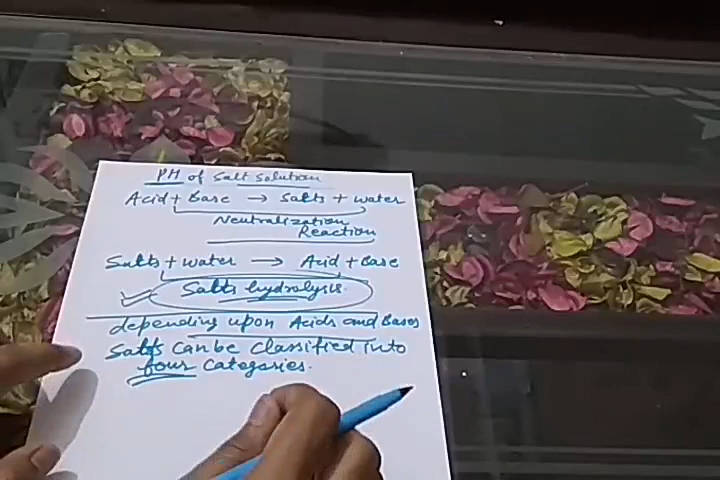 PH of Salt Solution
Acid + Base → Salts + water
Neutralization
Reaction
Salts + water → Acid + Base
Salts hydrolysis.
depending upon Acids and Bases
Salts can be classified into
four categories.